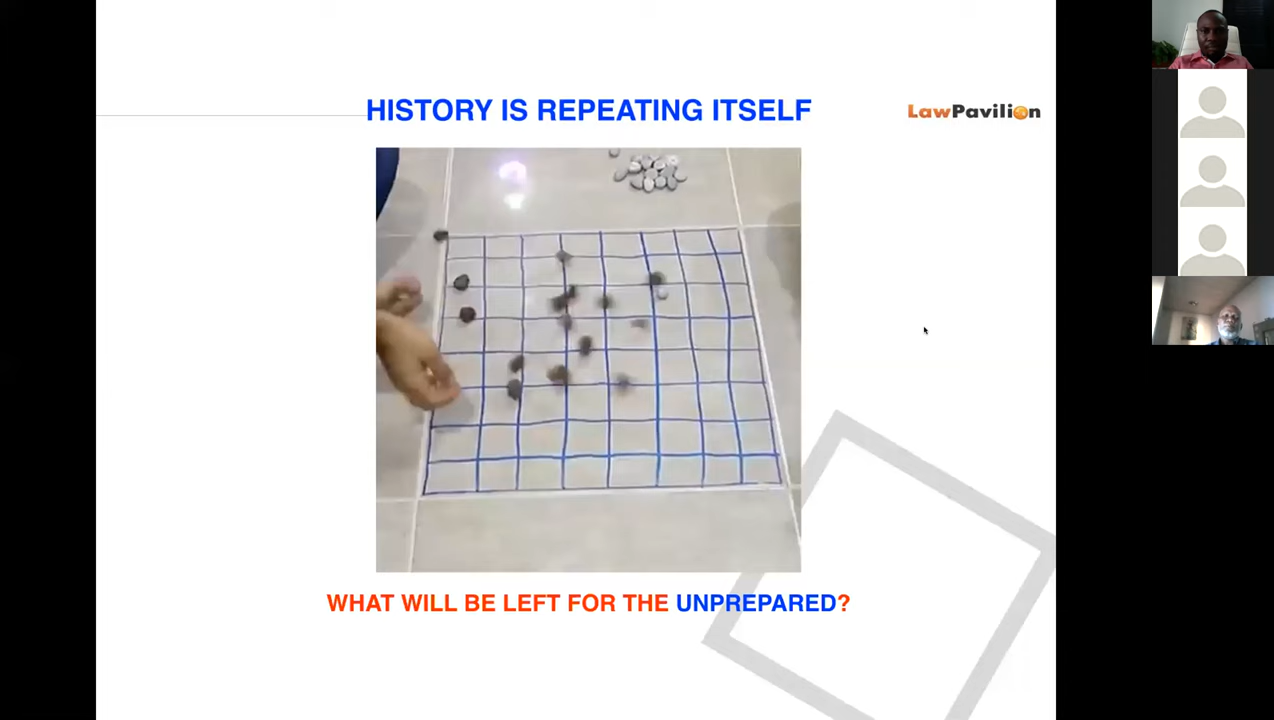 HISTORY IS REPEATING ITSELF
LawPavilion
WHAT WILL BE LEFT FOR THE UNPREPARED?